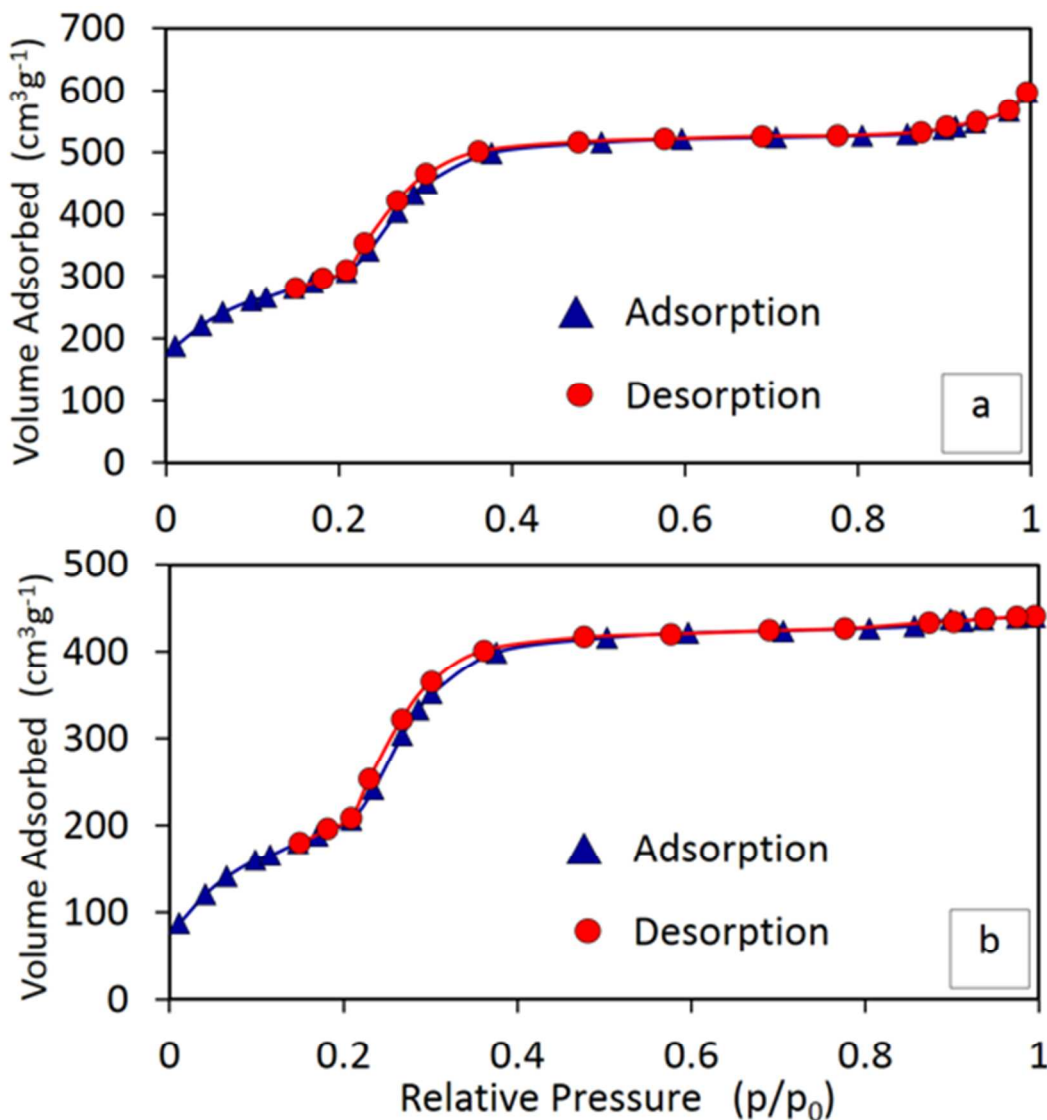 700
600
500
400
300
200
100
0
Volume Adsorbed (cm³g⁻¹)
Adsorption
Desorption
a
0 0.2 0.4 0.6 0.8 1
500
400
300
200
100
0
Volume Adsorbed (cm³g⁻¹)
Adsorption
Desorption
b
0 0.2 0.4 0.6 0.8 1
Relative Pressure (p/p₀)